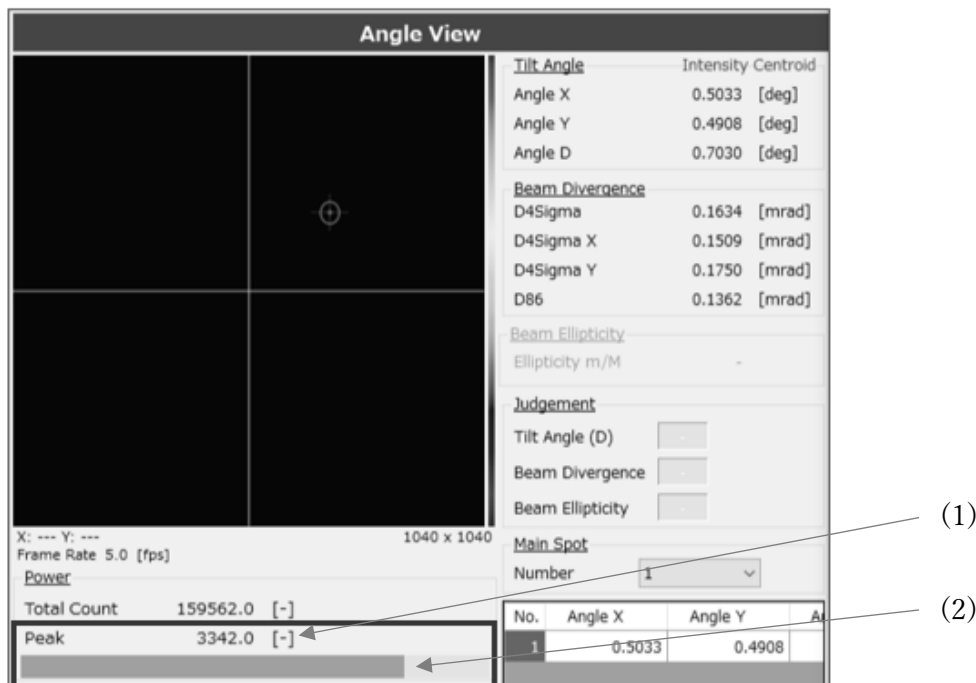 Angle View
Tilt Angle Intensity Centroid
Angle X 0.5033 [deg]
Angle Y 0.4908 [deg]
Angle D 0.7030 [deg]
Beam Divergence
D4Sigma 0.1634 [mrad]
D4Sigma X 0.1509 [mrad]
D4Sigma Y 0.1750 [mrad]
D86 0.1362 [mrad]
Beam Ellipticity
Ellipticity m/M -
Judgement
Tilt Angle (D) -
Beam Divergence -
Beam Ellipticity -
X: --- Y: --- 1040 x 1040
Frame Rate 5.0 [fps]
Main Spot
Number 1
Power
Total Count 159562.0 [-]
Peak 3342.0 [-]
No. Angle X Angle Y
1 0.5033 0.4908
(1)
(2)